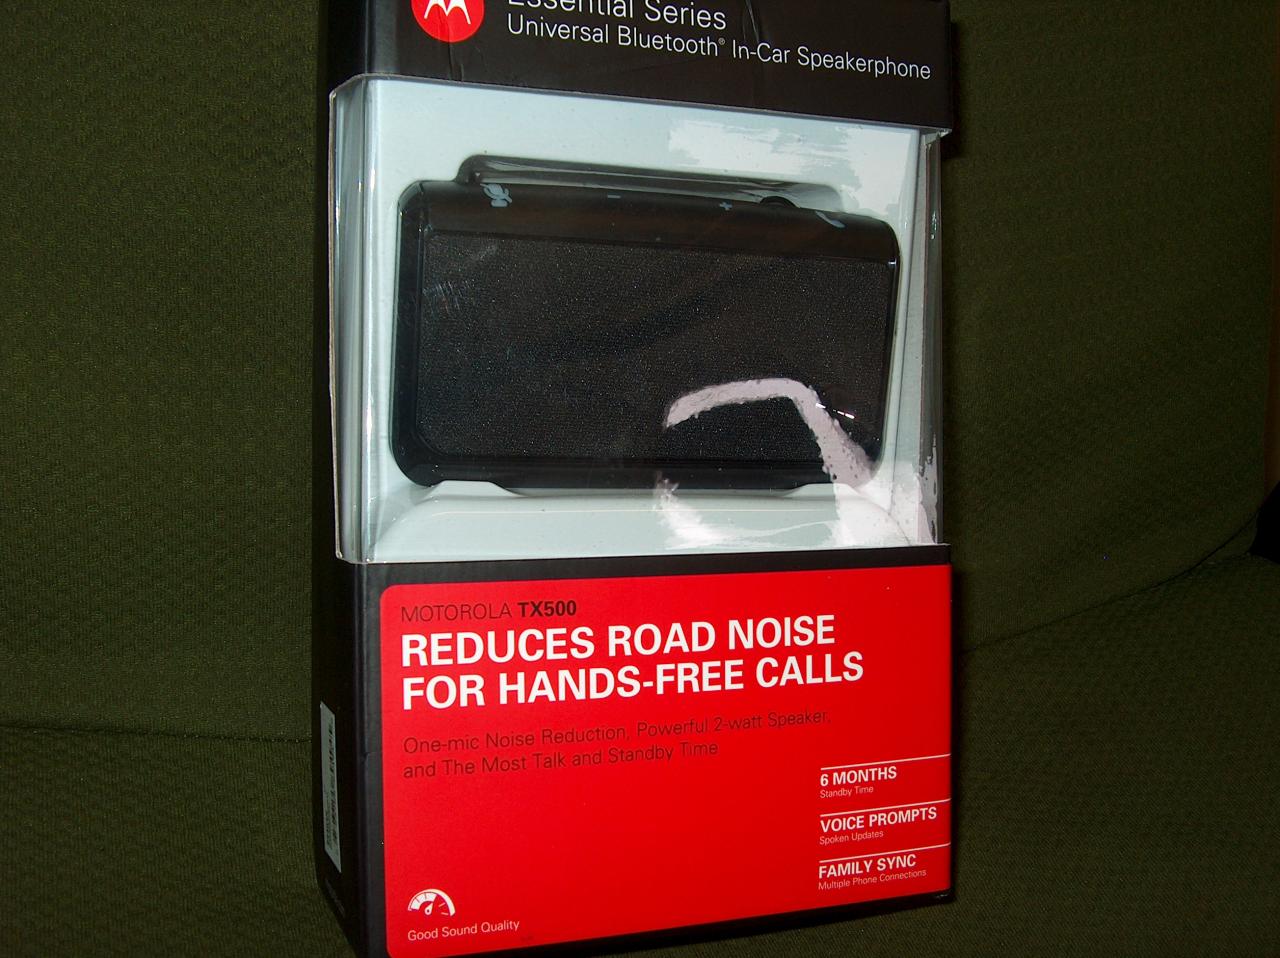 Essential Series
Universal Bluetooth® In-Car Speakerphone
MOTOROLA TX500
REDUCES ROAD NOISE
FOR HANDS-FREE CALLS
One-mic Noise Reduction, Powerful 2-watt Speaker,
and The Most Talk and Standby Time
6 MONTHS
Standby Time
VOICE PROMPTS
Spoken Updates
FAMILY SYNC
Multiple Phone Connections
Good Sound Quality